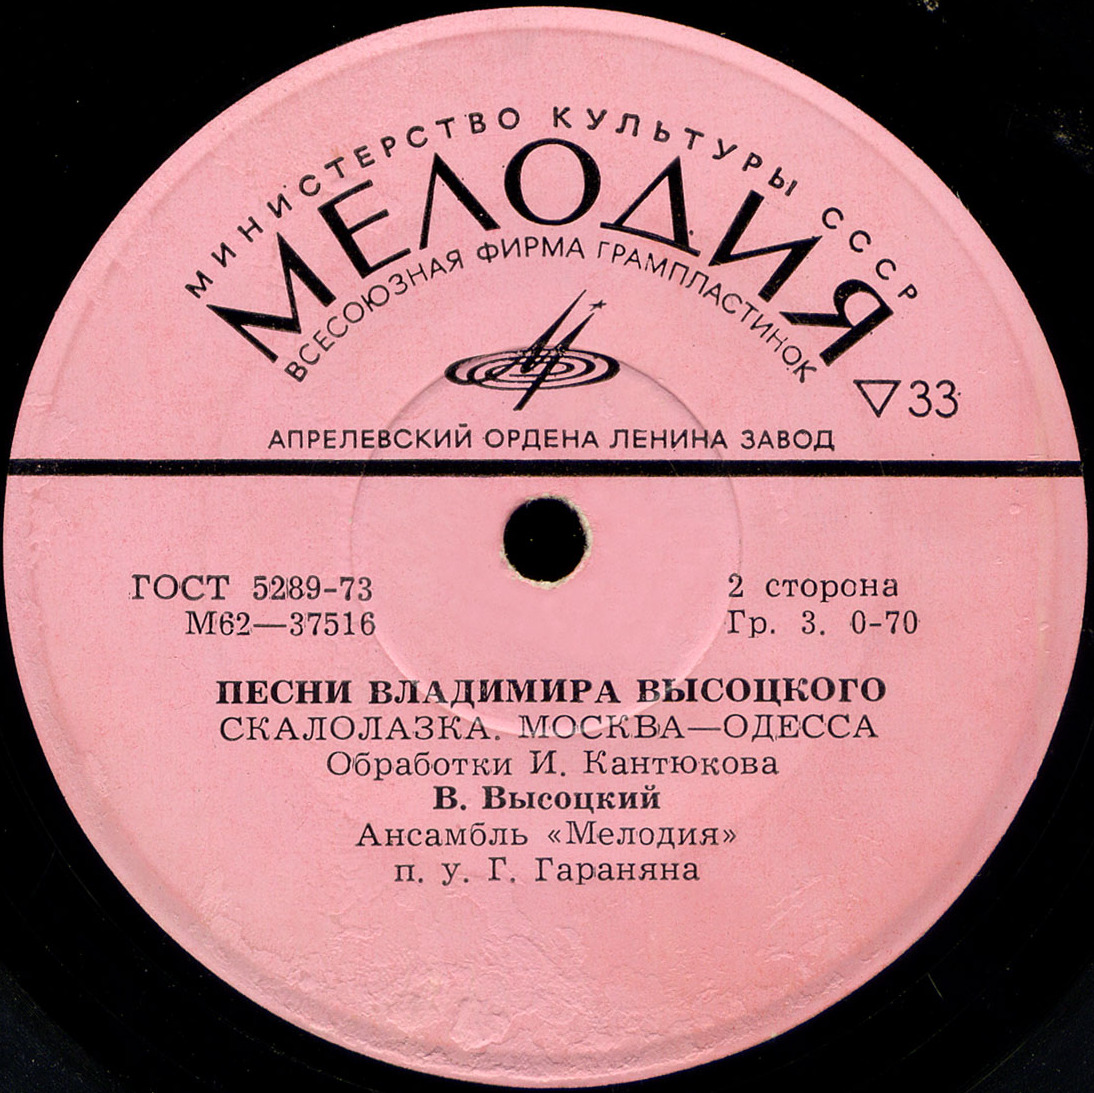 МИНИСТЕРСТВО КУЛЬТУРЫ СССР
МЕЛОДИЯ
ВСЕСОЮЗНАЯ ФИРМА ГРАМПЛАСТИНОК
33
АПРЕЛЕВСКИЙ ОРДЕНА ЛЕНИНА ЗАВОД
ГОСТ 5289-73
М62—37516
2 сторона
Гр. 3. 0-70
ПЕСНИ ВЛАДИМИРА ВЫСОЦКОГО
СКАЛОЛАЗКА. МОСКВА—ОДЕССА
Обработки И. Кантюкова
В. Высоцкий
Ансамбль «Мелодия»
п. у. Г. Гараняна